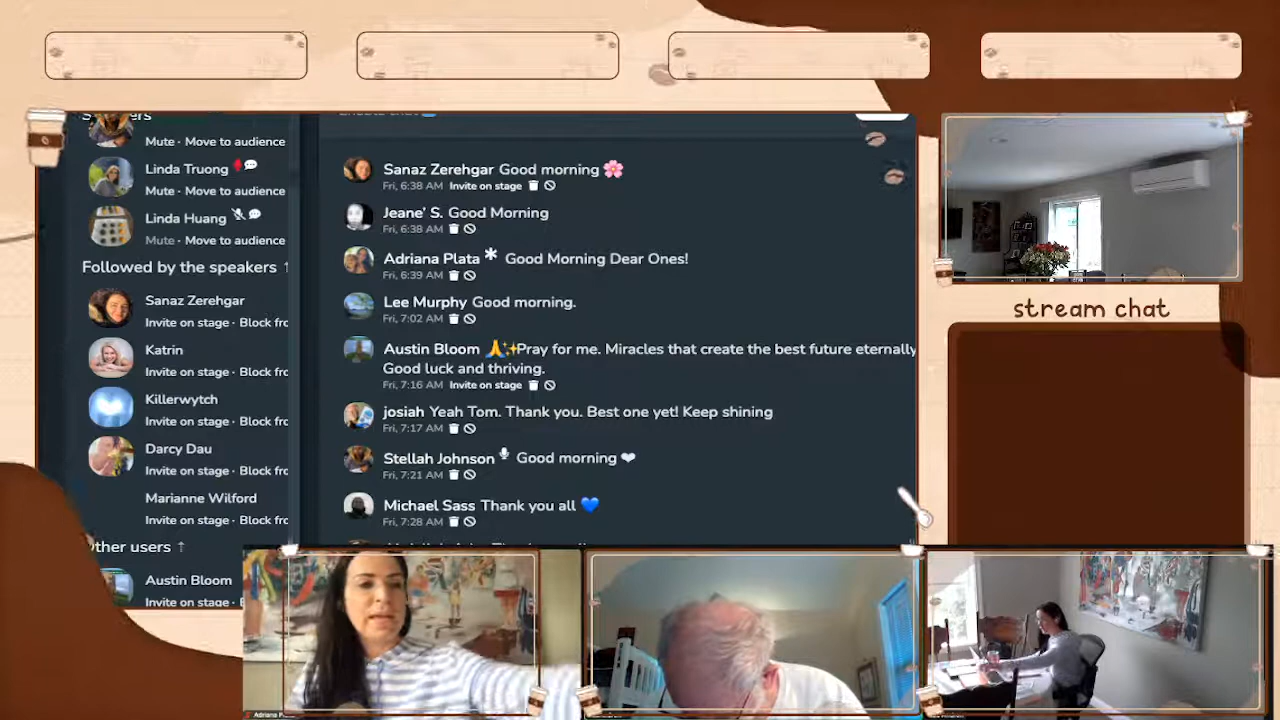 Mute · Move to audience
Linda Truong
Mute · Move to audience
Linda Huang
Mute · Move to audience
Followed by the speakers ↑
Sanaz Zerehgar
Invite on stage · Block fro
Katrin
Invite on stage · Block fro
Killerwytch
Invite on stage · Block fro
Darcy Dau
Invite on stage · Block fro
Marianne Wilford
Invite on stage · Block fro
Other users ↑
Austin Bloom
Invite on stage · Block fro
Sanaz Zerehgar Good morning 🌸
Fri, 6:38 AM Invite on stage
Jeane' S. Good Morning
Fri, 6:38 AM
Adriana Plata * Good Morning Dear Ones!
Fri, 6:39 AM
Lee Murphy Good morning.
Fri, 7:02 AM
Austin Bloom 🙏✨Pray for me. Miracles that create the best future eternally
Good luck and thriving.
Fri, 7:16 AM Invite on stage
josiah Yeah Tom. Thank you. Best one yet! Keep shining
Fri, 7:17 AM
Stellah Johnson Good morning ❤
Fri, 7:21 AM
Michael Sass Thank you all 💙
Fri, 7:28 AM
stream chat